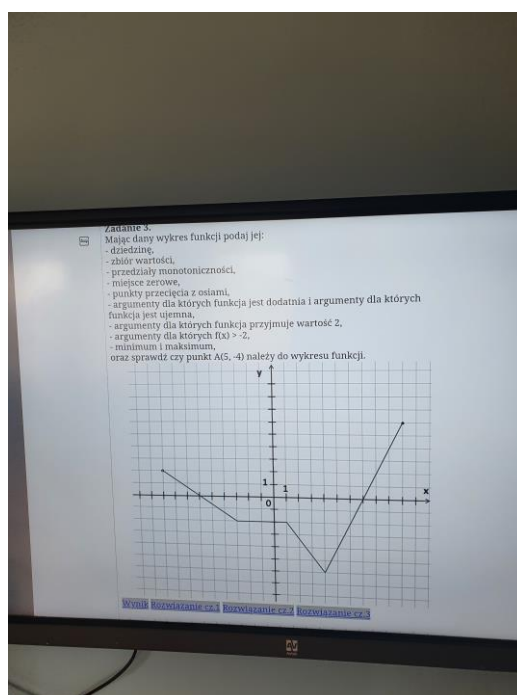 Zadanie 3.
Mając dany wykres funkcji podaj jej:
- dziedzinę,
- zbiór wartości,
- przedziały monotoniczności,
- miejsce zerowe,
- punkty przecięcia z osiami,
- argumenty dla których funkcja jest dodatnia i argumenty dla których
funkcja jest ujemna,
- argumenty dla których funkcja przyjmuje wartość 2,
- argumenty dla których f(x) > -2,
- minimum i maksimum,
oraz sprawdź czy punkt A(5, -4) należy do wykresu funkcji.
y
1
1
x
0
Wynik Rozwiązanie cz.1 Rozwiązanie cz.2 Rozwiązanie cz.3